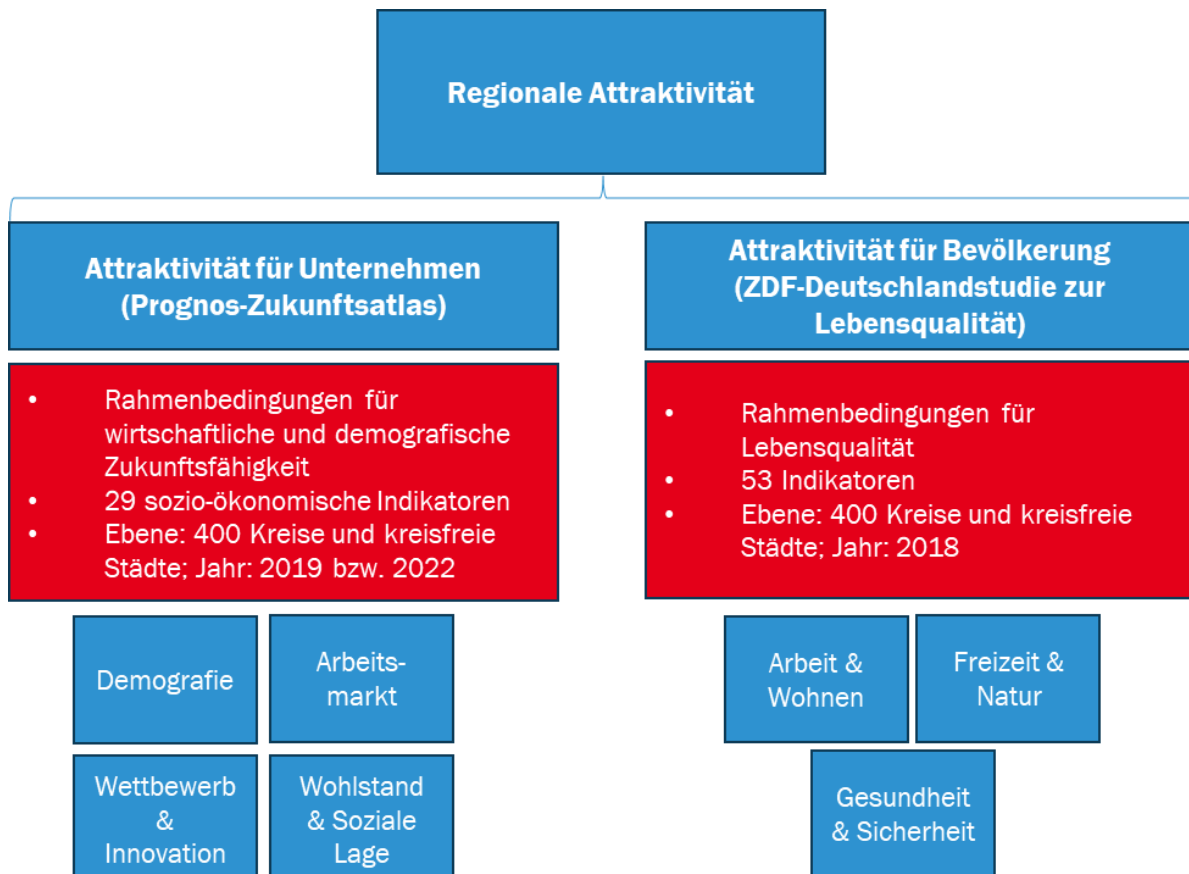 Regionale Attraktivität
Attraktivität für Unternehmen
(Prognos-Zukunftsatlas)
• Rahmenbedingungen für
wirtschaftliche und demografische
Zukunftsfähigkeit
• 29 sozio-ökonomische Indikatoren
• Ebene: 400 Kreise und kreisfreie
Städte; Jahr: 2019 bzw. 2022
Demografie
Arbeits-
markt
Wettbewerb
&
Innovation
Wohlstand
& Soziale
Lage
Attraktivität für Bevölkerung
(ZDF-Deutschlandstudie zur
Lebensqualität)
• Rahmenbedingungen für
Lebensqualität
• 53 Indikatoren
• Ebene: 400 Kreise und kreisfreie
Städte; Jahr: 2018
Arbeit &
Wohnen
Freizeit &
Natur
Gesundheit
& Sicherheit